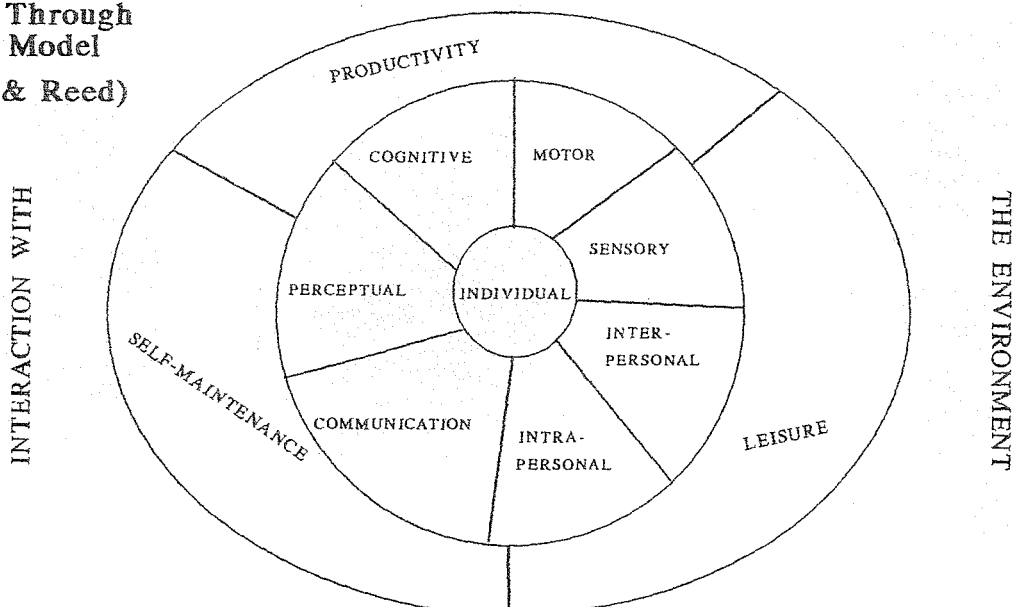 Through
Model
& Reed)
PRODUCTIVITY
COGNITIVE
MOTOR
SENSORY
PERCEPTUAL
INDIVIDUAL
INTER-
PERSONAL
SELF-MAINTENANCE
COMMUNICATION
INTRA-
PERSONAL
LEISURE
INTERACTION WITH
THE ENVIRONMENT